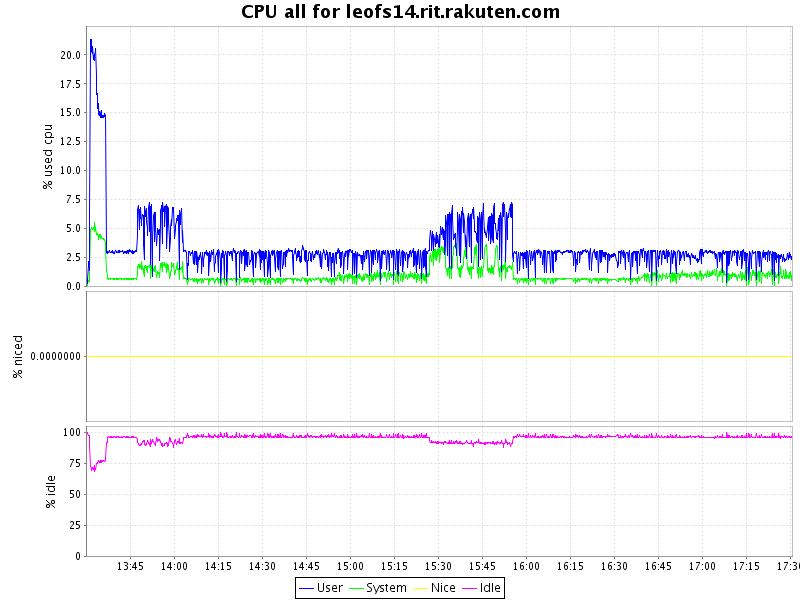 CPU all for leofs14.rit.rakuten.com
% used cpu
20.0
17.5
15.0
12.5
10.0
7.5
5.0
2.5
0.0
% niced
0.0000000
% idle
100
75
50
25
0
13:45 14:00 14:15 14:30 14:45 15:00 15:15 15:30 15:45 16:00 16:15 16:30 16:45 17:00 17:15 17:30
User System Nice Idle